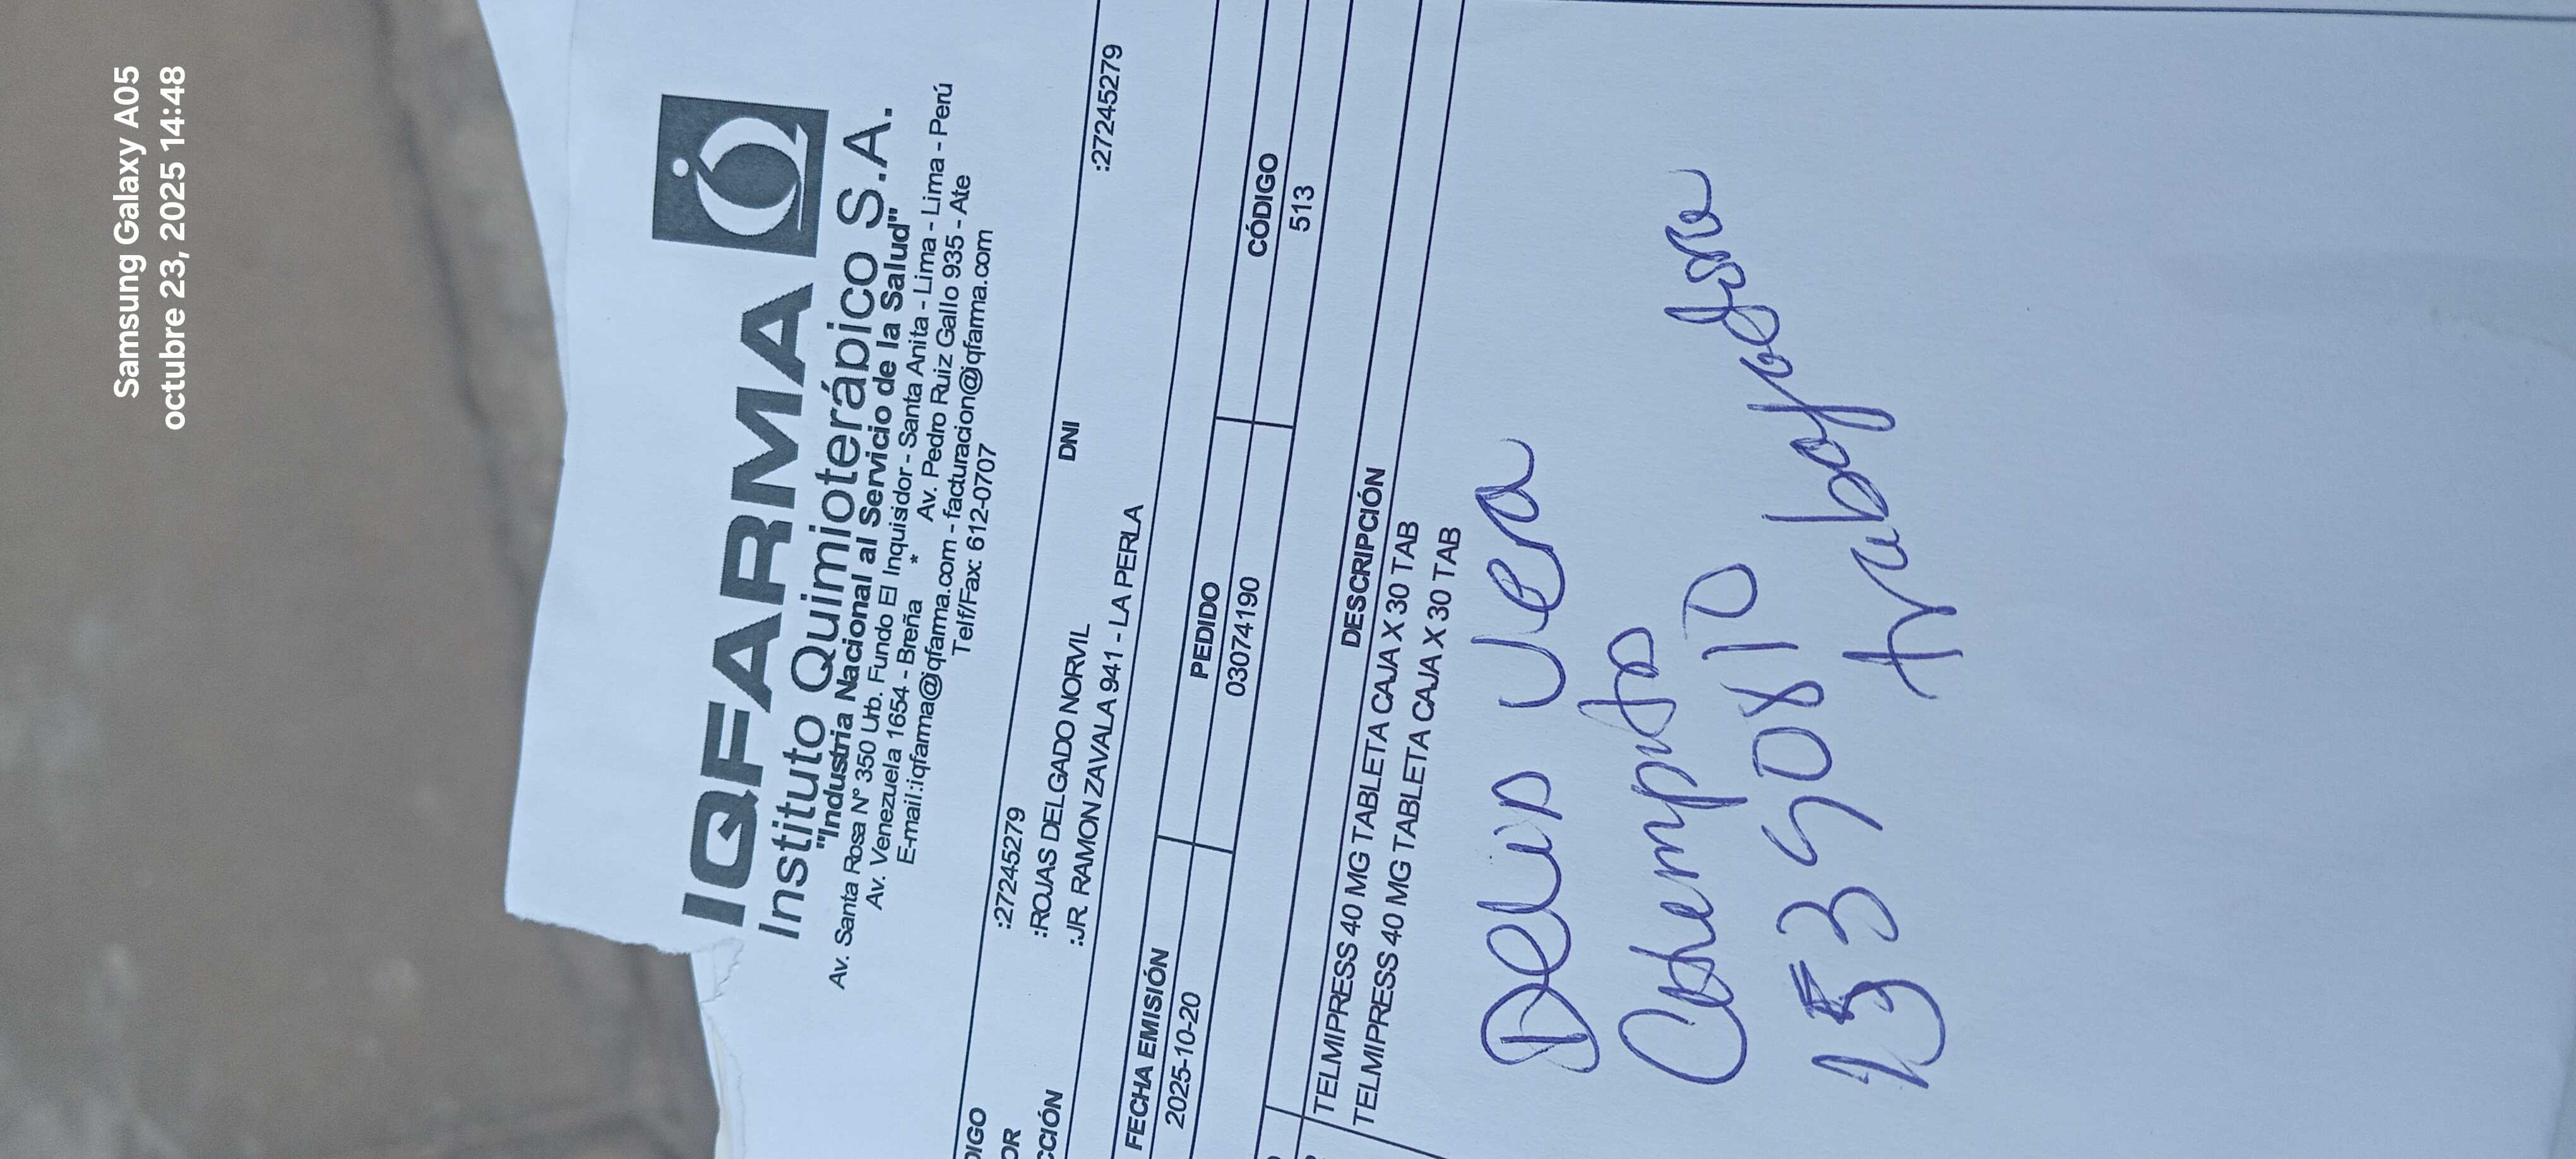 Samsung Galaxy A05
octubre 23, 2025 14:48
IQFARMA
Instituto Quimioterápico S.A.
"Industria Nacional al Servicio de la Salud"
Av. Santa Rosa N° 350 Urb. Fundo El Inquisidor - Santa Anita - Lima - Lima - Perú
Av. Venezuela 1654 - Breña * Av. Pedro Ruiz Gallo 935 - Ate
E-mail:iqfarma@iqfarma.com - facturacion@iqfarma.com
Telf/Fax: 612-0707
DIGO :27245279
OR :ROJAS DELGADO NORVIL DNI :27245279
CCIÓN :JR. RAMON ZAVALA 941 - LA PERLA
FECHA EMISIÓN PEDIDO CÓDIGO
2025-10-20 03074190 513
DESCRIPCIÓN
TELMIPRESS 40 MG TABLETA CAJA X 30 TAB
TELMIPRESS 40 MG TABLETA CAJA X 30 TAB
Vera
trabajadora